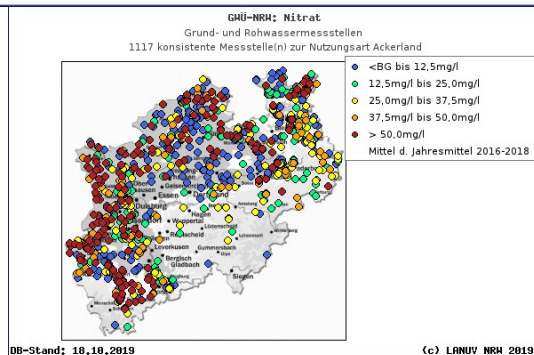 GWÜ-NRW: Nitrat
Grund- und Rohwassermessstellen
1117 konsistente Messstelle(n) zur Nutzungsart Ackerland
<BG bis 12,5mg/l
12,5mg/l bis 25,0mg/l
25,0mg/l bis 37,5mg/l
37,5mg/l bis 50,0mg/l
> 50,0mg/l
Mittel d. Jahresmittel 2016-2018
Essen
Duisburg
Hagen
Wuppertal
Lüdenscheid
Leverkusen
Gummersbach
Bergisch
Gladbach
Siegen
DB-Stand: 18.10.2019
(c) LANUV NRW 2019